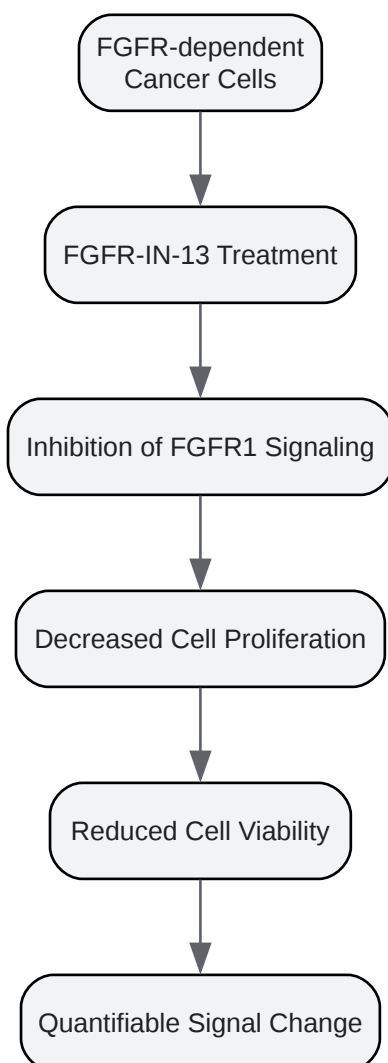 FGFR-dependent
Cancer Cells
FGFR-IN-13 Treatment
Inhibition of FGFR1 Signaling
Decreased Cell Proliferation
Reduced Cell Viability
Quantifiable Signal Change